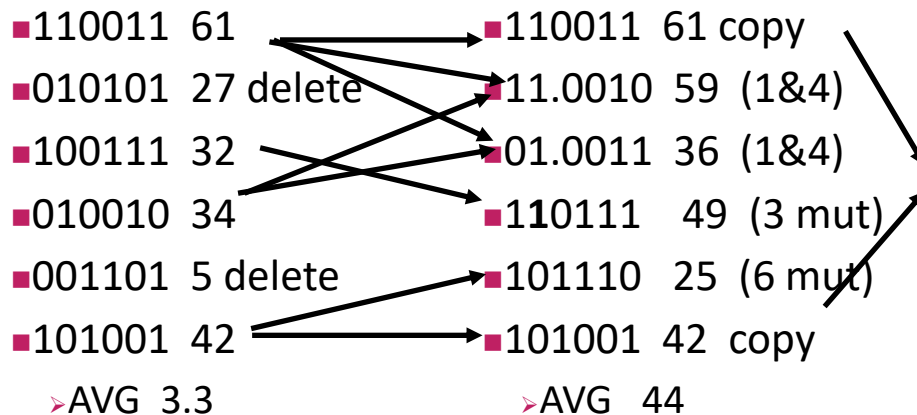 110011 61
010101 27 delete
100111 32
010010 34
001101 5 delete
101001 42
AVG 3.3
110011 61 copy
11.0010 59 (1&4)
01.0011 36 (1&4)
110111 49 (3 mut)
101110 25 (6 mut)
101001 42 copy
AVG 44